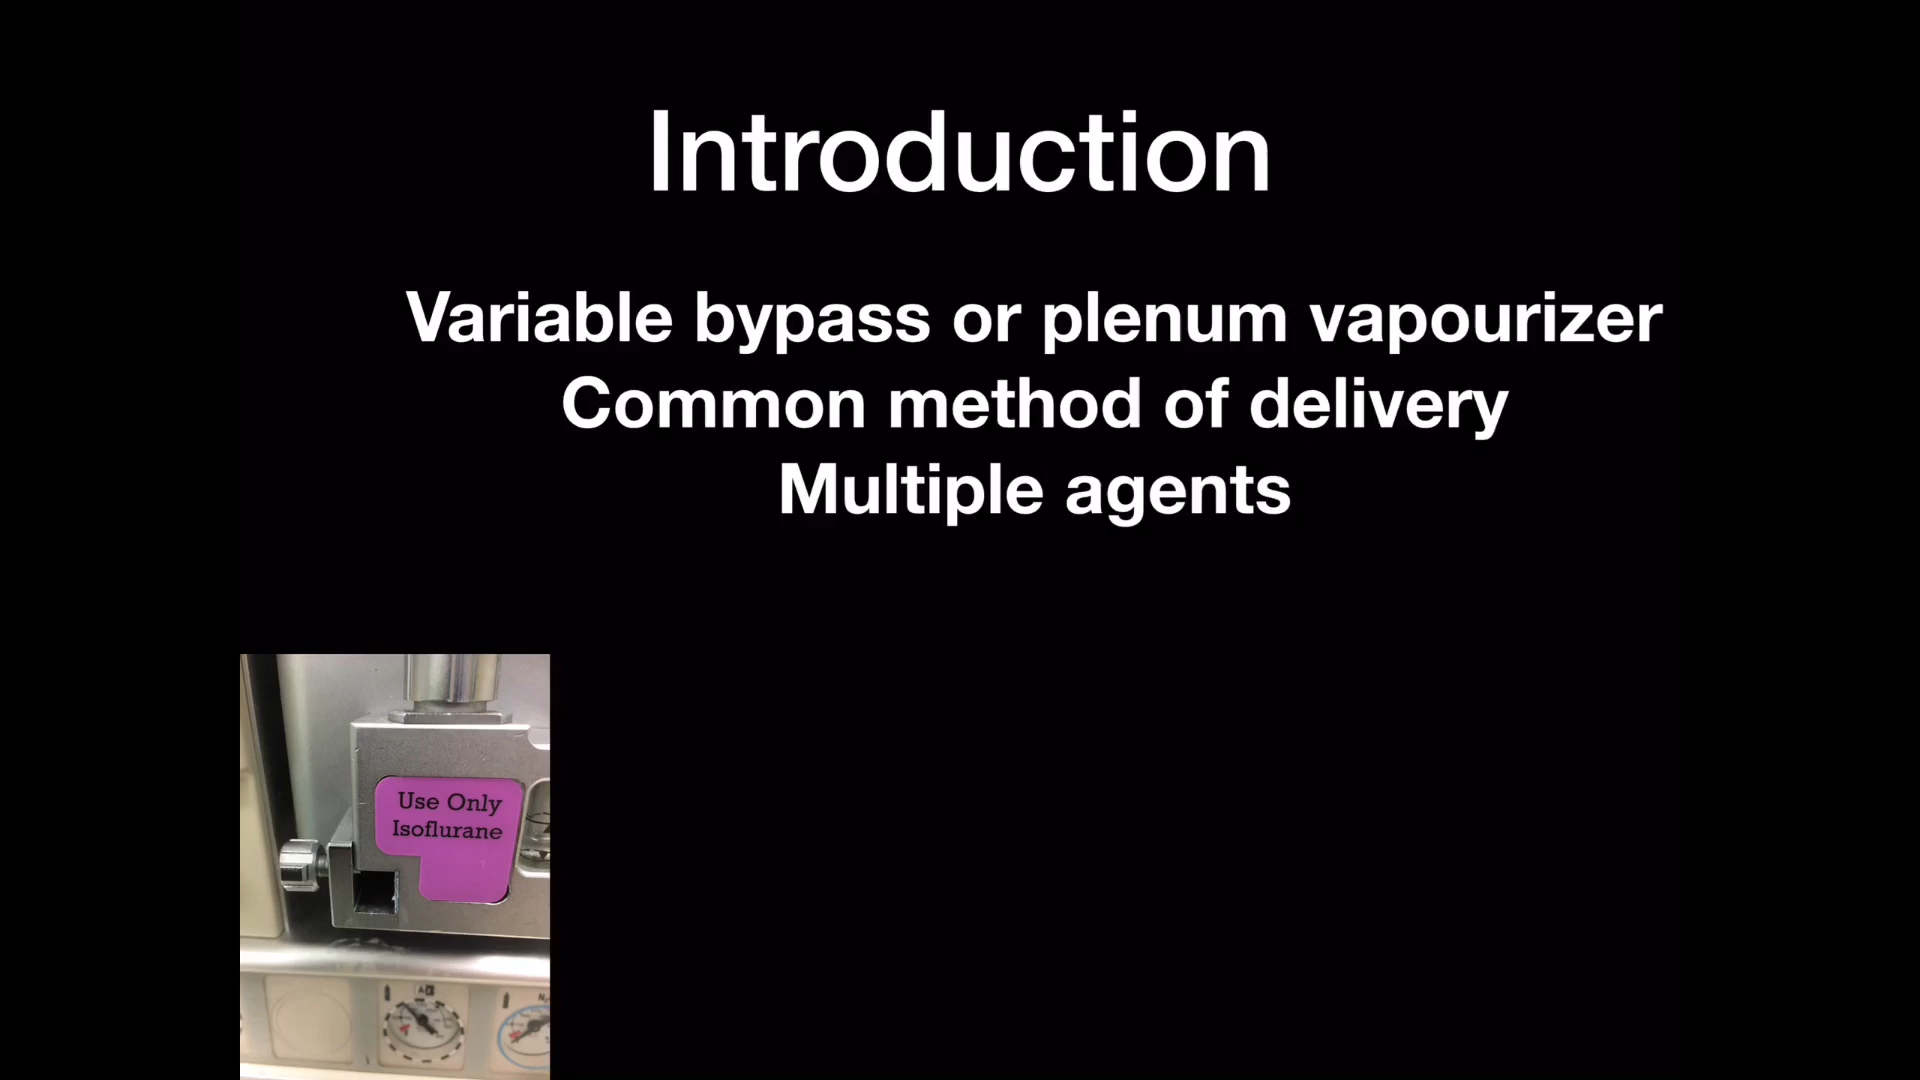 Introduction
Variable bypass or plenum vapourizer
Common method of delivery
Multiple agents
Use Only
Isoflurane